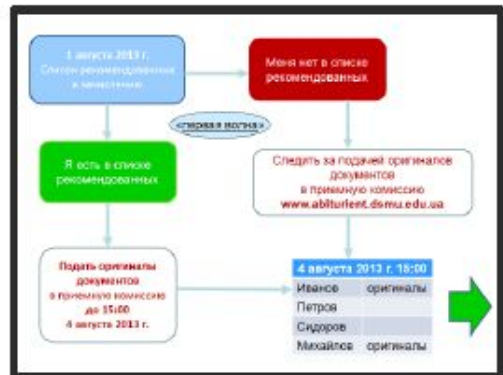 1 августа 2013 г.
Список рекомендованных
к зачислению
Меня нет в списке
рекомендованных
«первая волна»
Я есть в списке
рекомендованных
Следить за подачей оригиналов
документов
в приемную комиссию
www.abiturient.dsmu.edu.ua
Подать оригиналы
документов
в приемную комиссию
до 15:00
4 августа 2013 г.
4 августа 2013 г. 15:00
Иванов оригиналы
Петров
Сидоров
Михайлов оригиналы